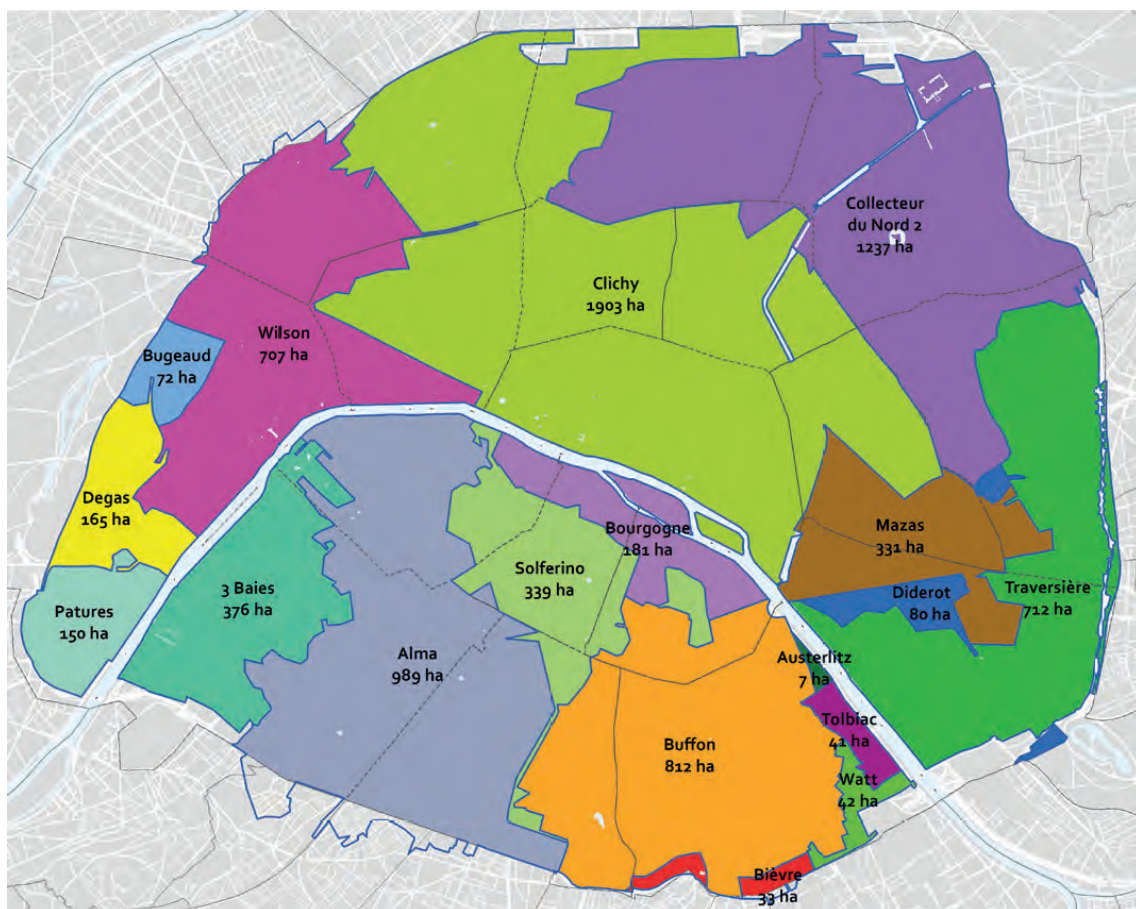 Collecteur
du Nord 2
1237 ha
Clichy
1903 ha
Wilson
707 ha
Bugeaud
72 ha
Degas
165 ha
Mazas
331 ha
Bourgogne
181 ha
Solferino
339 ha
3 Baies
376 ha
Diderot
80 ha
Traversière
712 ha
Patures
150 ha
Alma
989 ha
Austerlitz
7 ha
Tolbiac
41 ha
Buffon
812 ha
Watt
42 ha
Bièvre
33 ha